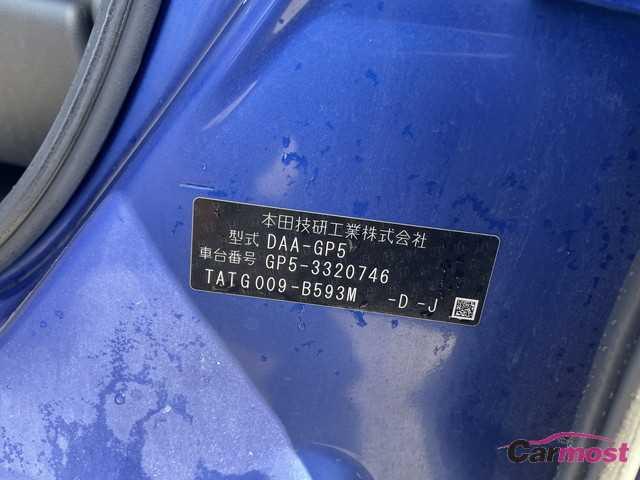 本田技研工業株式会社
型式 DAA-GP5
車台番号 GP5-3320746
TATG009-B593M -D-J
Carmost